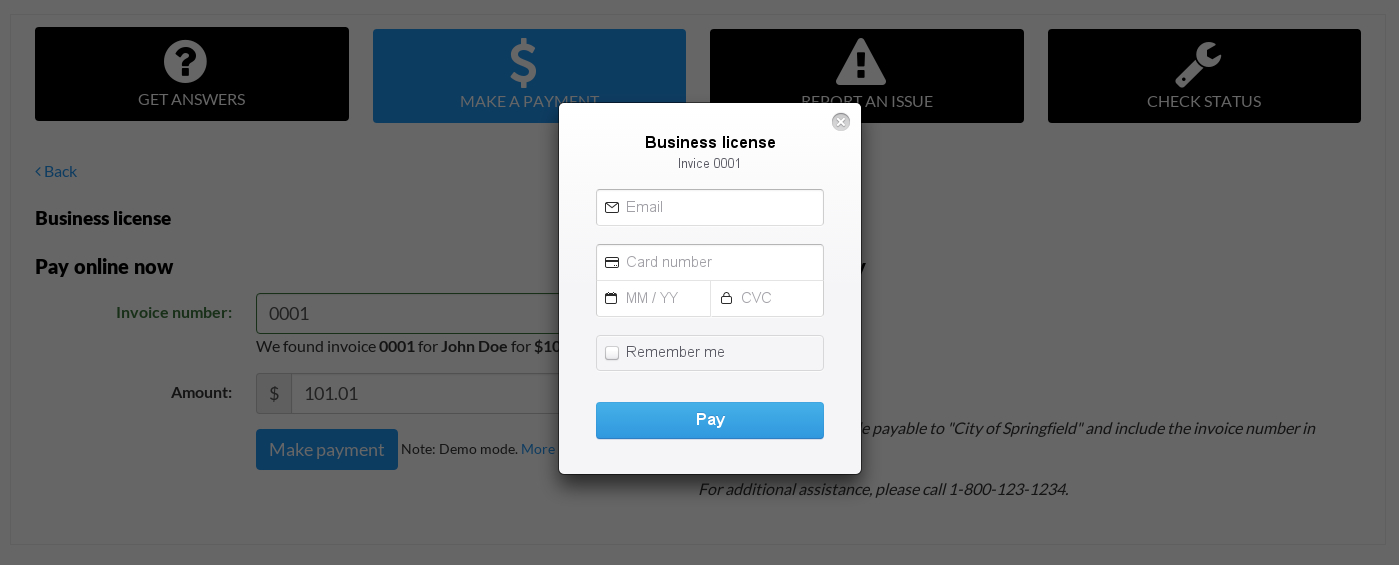 GET ANSWERS
MAKE A PAYMENT
REPORT AN ISSUE
CHECK STATUS
Back
Business license
Pay online now
Invoice number:
0001
We found invoice 0001 for John Doe for $10
Amount:
$ 101.01
Make payment Note: Demo mode. More
Business license
Invice 0001
Email
Card number
MM / YY
CVC
Remember me
Pay
payable to "City of Springfield" and include the invoice number in
For additional assistance, please call 1-800-123-1234.